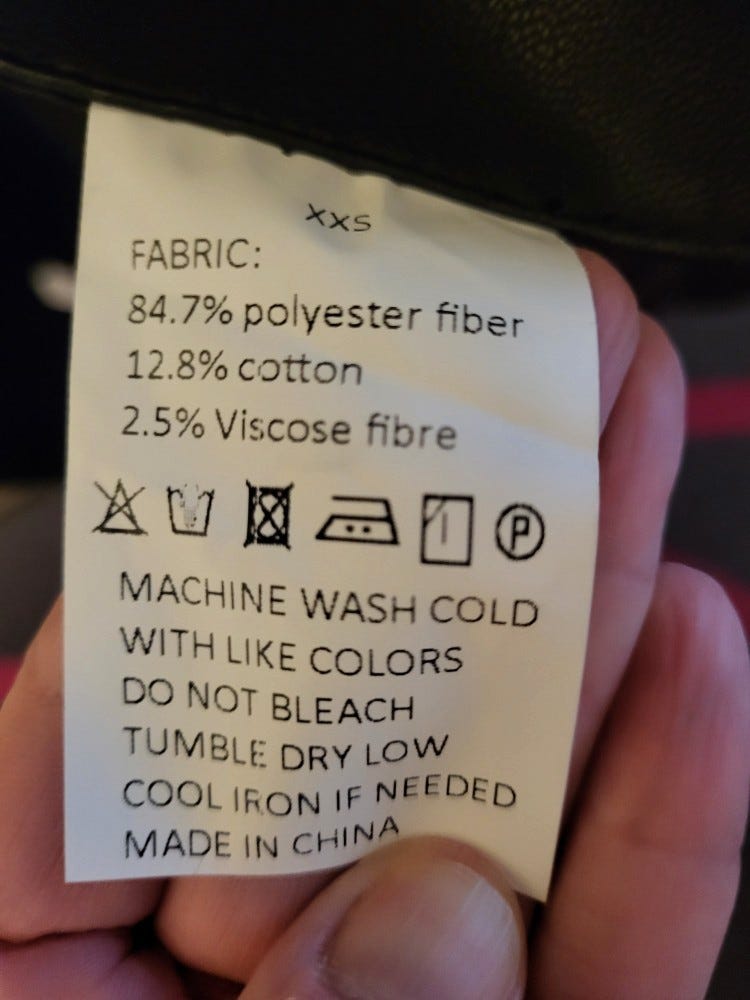 XXS
FABRIC:
84.7% polyester fiber
12.8% cotton
2.5% Viscose fibre
P
MACHINE WASH COLD
WITH LIKE COLORS
DO NOT BLEACH
TUMBLE DRY LOW
COOL IRON IF NEEDED
MADE IN CHINA